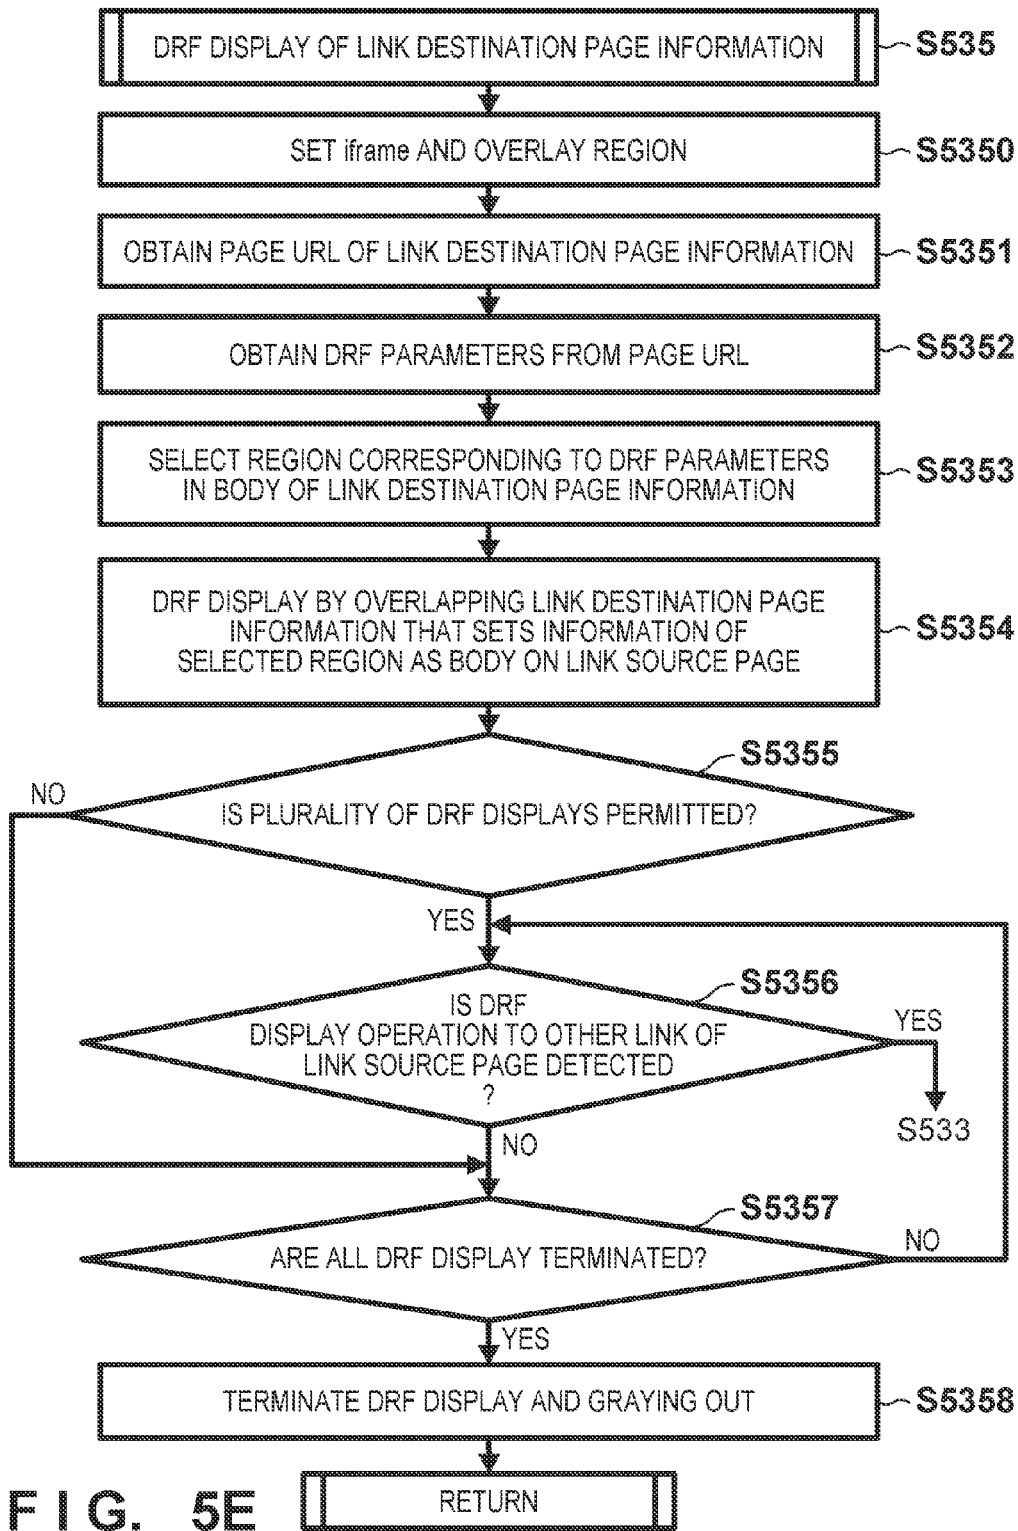 DRF DISPLAY OF LINK DESTINATION PAGE INFORMATION
S535
SET iframe AND OVERLAY REGION
S5350
OBTAIN PAGE URL OF LINK DESTINATION PAGE INFORMATION
S5351
OBTAIN DRF PARAMETERS FROM PAGE URL
S5352
SELECT REGION CORRESPONDING TO DRF PARAMETERS
IN BODY OF LINK DESTINATION PAGE INFORMATION
S5353
DRF DISPLAY BY OVERLAPPING LINK DESTINATION PAGE
INFORMATION THAT SETS INFORMATION OF
SELECTED REGION AS BODY ON LINK SOURCE PAGE
S5354
S5355
NO
IS PLURALITY OF DRF DISPLAYS PERMITTED?
YES
S5356
IS DRF
DISPLAY OPERATION TO OTHER LINK OF
LINK SOURCE PAGE DETECTED
?
YES
S533
NO
S5357
ARE ALL DRF DISPLAY TERMINATED?
NO
YES
TERMINATE DRF DISPLAY AND GRAYING OUT
S5358
RETURN
FIG. 5E